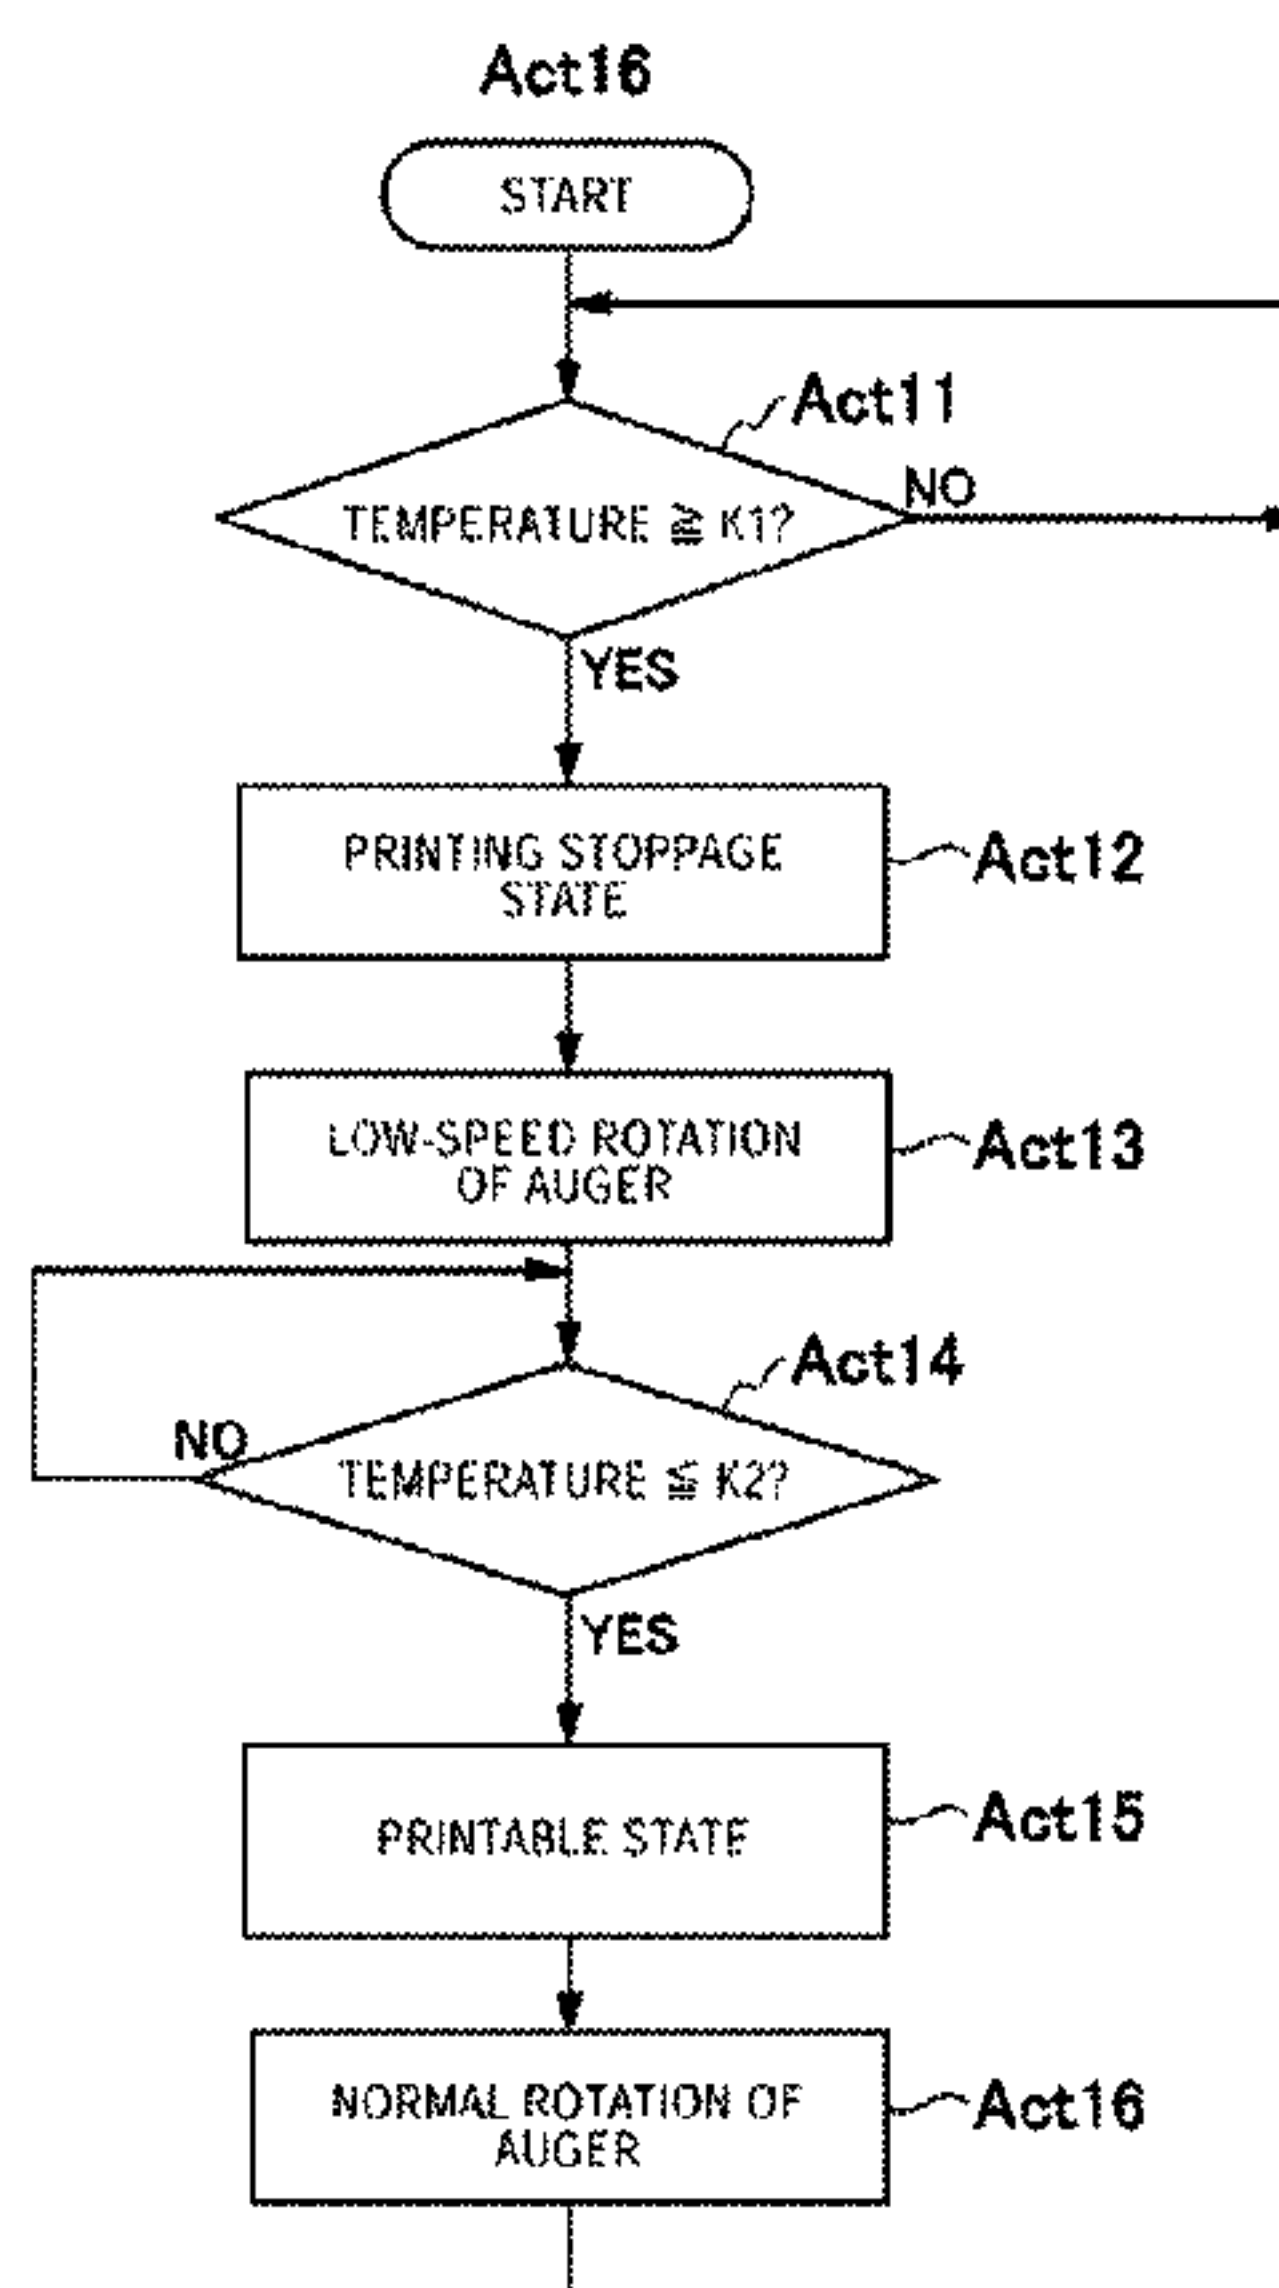 Act16
START
Act11
NO
TEMPERATURE ≧ K1?
YES
PRINTING STOPPAGE
STATE
Act12
LOW-SPEED ROTATION
OF AUGER
Act13
Act14
NO
TEMPERATURE ≦ K2?
YES
PRINTABLE STATE
Act15
NORMAL ROTATION OF
AUGER
Act16